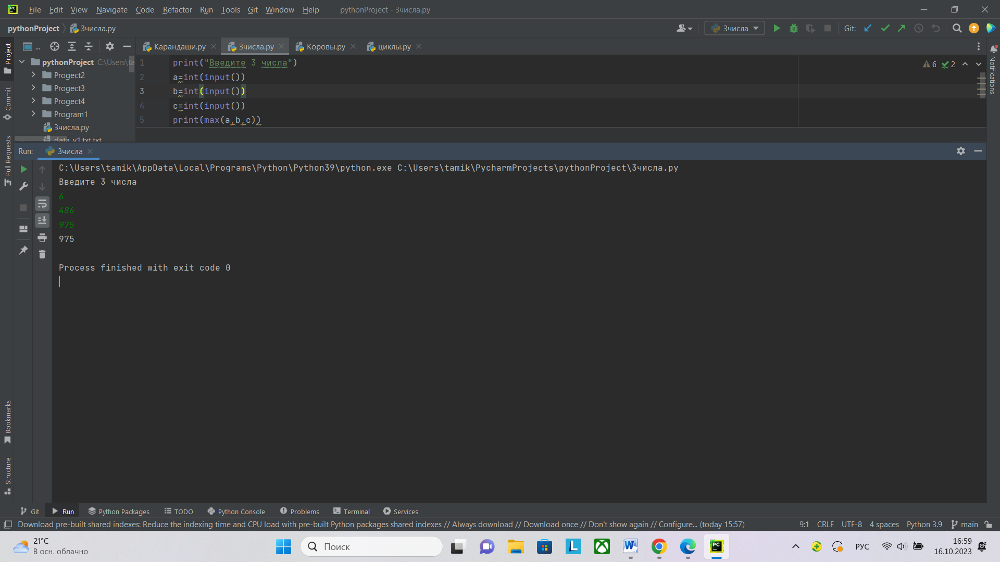 File Edit View Navigate Code Refactor Run Tools Git Window Help pythonProject - 3числа.py
pythonProject 3числа.py 3числа Git:
... Карандаши.py 3числа.py Коровы.py циклы.py
Project
Commit
Pull Requests
Bookmarks
Structure
Notifications
pythonProject C:\Users\ta
Progect2
Progect3
Progect4
Program1
3числа.py
data_v1.txt.txt
1 print("Введите 3 числа")
2 a=int(input())
3 b=int(input())
4 c=int(input())
5 print(max(a,b,c))
6 2
Run: 3числа
C:\Users\tamik\AppData\Local\Programs\Python\Python39\python.exe C:\Users\tamik\PycharmProjects\pythonProject\3числа.py
Введите 3 числа
6
486
975
975
Process finished with exit code 0
Git Run Python Packages TODO Python Console Problems Terminal Services
Download pre-built shared indexes: Reduce the indexing time and CPU load with pre-built Python packages shared indexes // Always download // Download once // Don't show again // Configure... (today 15:57) 9:1 CRLF UTF-8 4 spaces Python 3.9 main
21°C
В осн. облачно
Поиск
РУС
16:59
16.10.2023